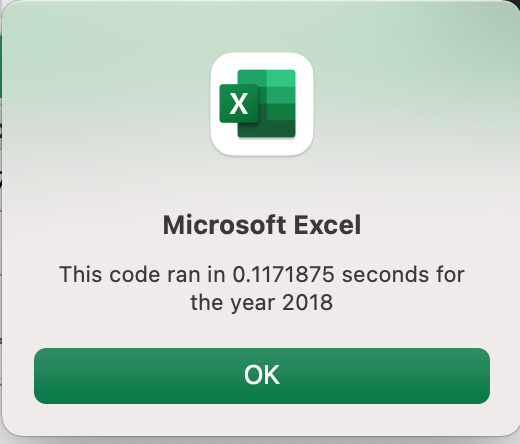 X
Microsoft Excel
This code ran in 0.1171875 seconds for
the year 2018
OK